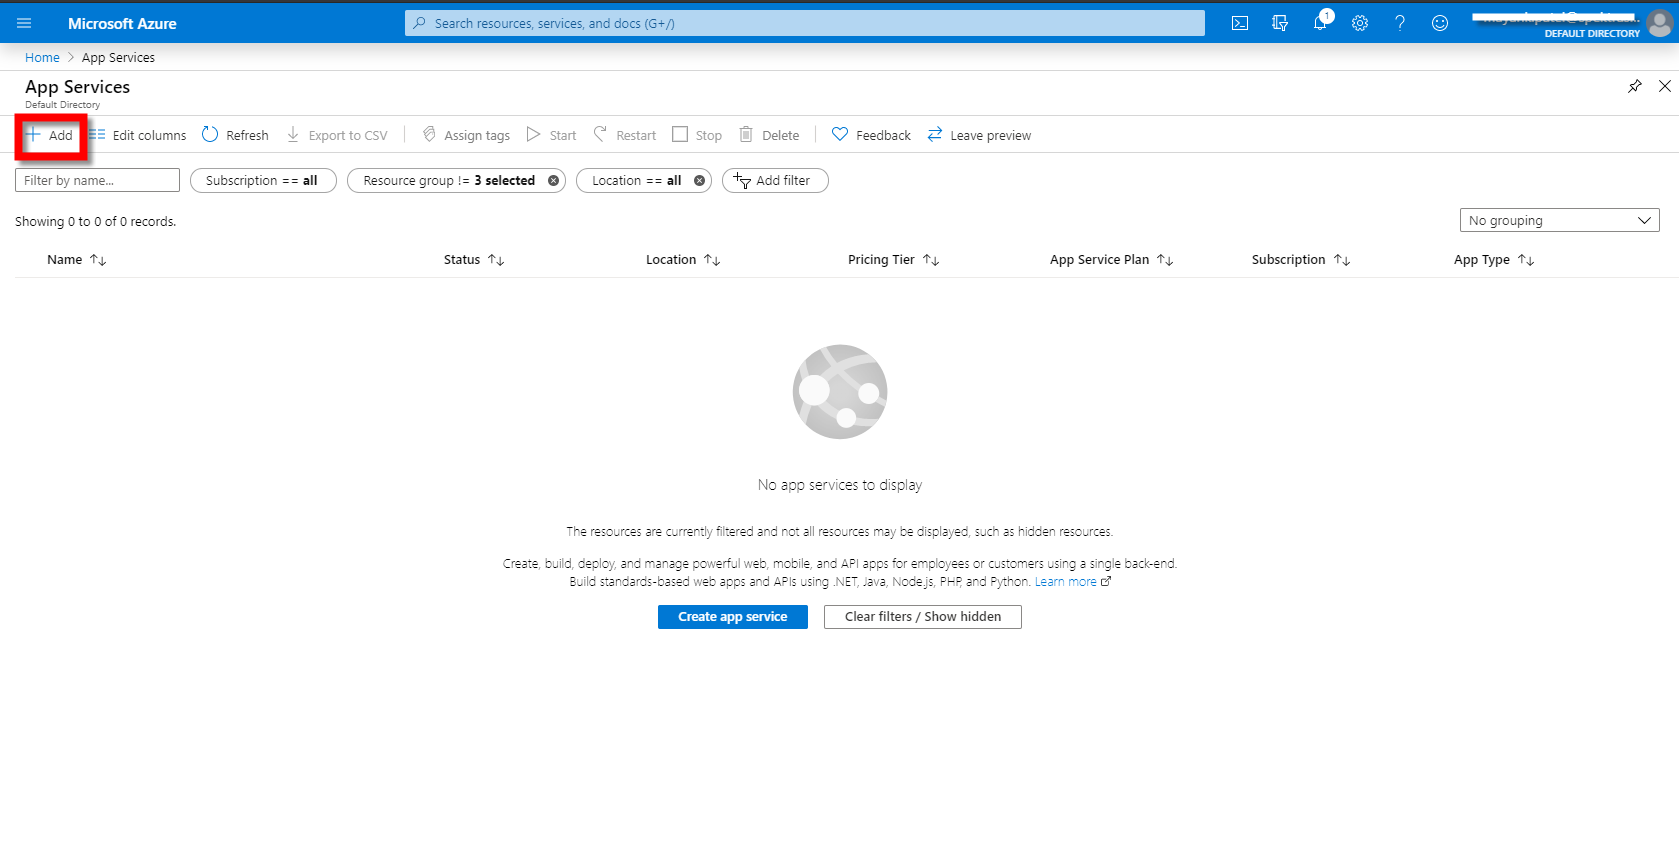 Microsoft Azure
Search resources, services, and docs (G+/)
1
DEFAULT DIRECTORY
Home > App Services
App Services
Default Directory
Add Edit columns Refresh Export to CSV Assign tags Start Restart Stop Delete Feedback Leave preview
Filter by name... Subscription == all Resource group != 3 selected Location == all Add filter
Showing 0 to 0 of 0 records.
No grouping
Name Status Location Pricing Tier App Service Plan Subscription App Type
No app services to display
The resources are currently filtered and not all resources may be displayed, such as hidden resources.
Create, build, deploy, and manage powerful web, mobile, and API apps for employees or customers using a single back-end.
Build standards-based web apps and APIs using .NET, Java, Node.js, PHP, and Python. Learn more
Create app service Clear filters / Show hidden